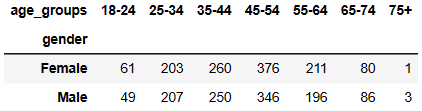 age_groups 18-24 25-34 35-44 45-54 55-64 65-74 75+
gender
Female 61 203 260 376 211 80 1
Male 49 207 250 346 196 86 3